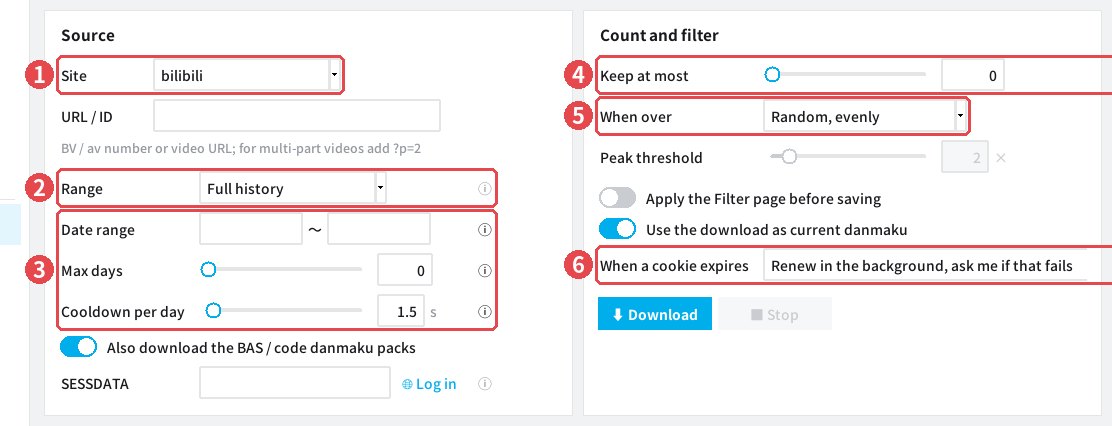 Source
1 Site bilibili
URL / ID
BV / av number or video URL; for multi-part videos add ?p=2
2 Range Full history
Date range ～
3 Max days 0
Cooldown per day 1.5 s
Also download the BAS / code danmaku packs
SESSDATA Log in
Count and filter
4 Keep at most 0
5 When over Random, evenly
Peak threshold 2
Apply the Filter page before saving
Use the download as current danmaku
6 When a cookie expires Renew in the background, ask me if that fails
Download Stop